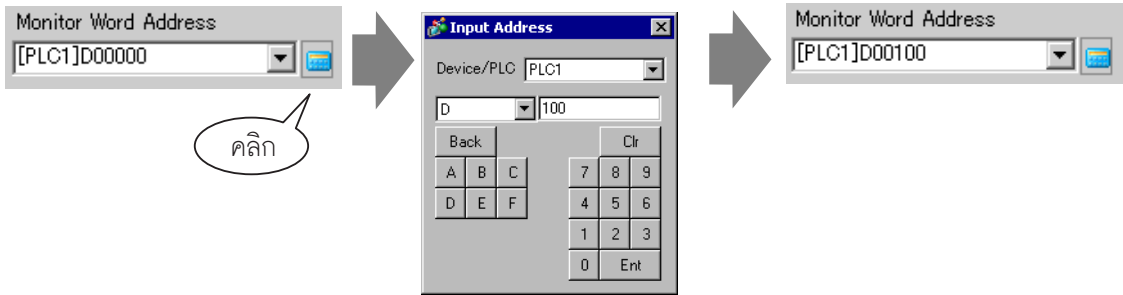 Monitor Word Address
[PLC1]D00000
คลิก
Input Address
Device/PLC PLC1
D 100
Back Clr
A B C 7 8 9
D E F 4 5 6
1 2 3
0 Ent
Monitor Word Address
[PLC1]D00100